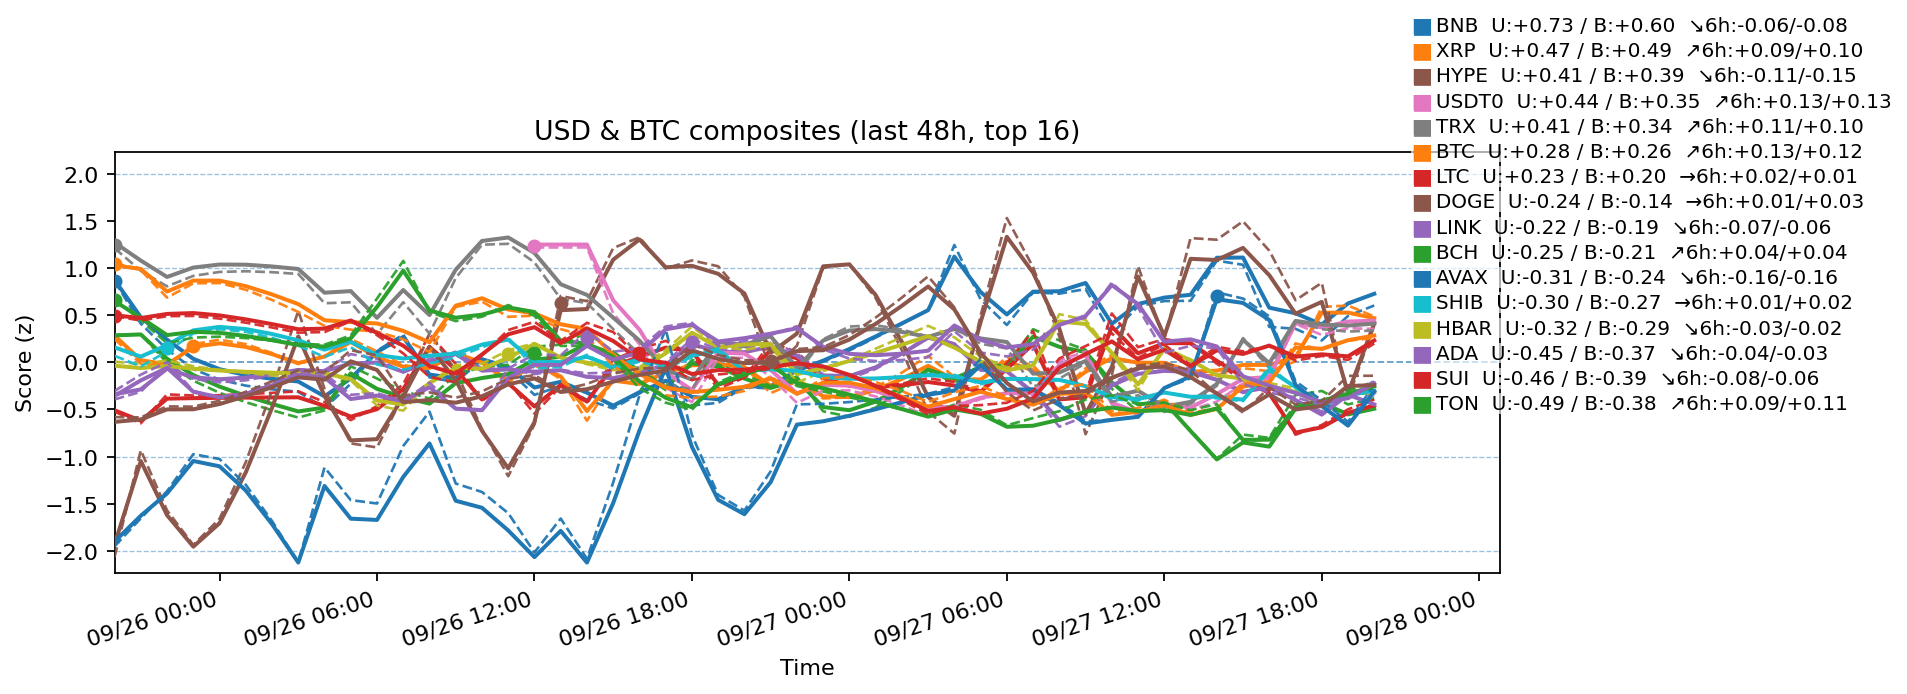 BNB  U:+0.73 / B:+0.60  ↘6h:-0.06/-0.08
XRP  U:+0.47 / B:+0.49  ↗6h:+0.09/+0.10
HYPE  U:+0.41 / B:+0.39  ↘6h:-0.11/-0.15
USDT0  U:+0.44 / B:+0.35  ↗6h:+0.13/+0.13
TRX  U:+0.41 / B:+0.34  ↗6h:+0.11/+0.10
BTC  U:+0.28 / B:+0.26  ↗6h:+0.13/+0.12
LTC  U:+0.23 / B:+0.20  →6h:+0.02/+0.01
DOGE  U:-0.24 / B:-0.14  →6h:+0.01/+0.03
LINK  U:-0.22 / B:-0.19  ↘6h:-0.07/-0.06
BCH  U:-0.25 / B:-0.21  ↗6h:+0.04/+0.04
AVAX  U:-0.31 / B:-0.24  ↘6h:-0.16/-0.16
SHIB  U:-0.30 / B:-0.27  →6h:+0.01/+0.02
HBAR  U:-0.32 / B:-0.29  ↘6h:-0.03/-0.02
ADA  U:-0.45 / B:-0.37  ↘6h:-0.04/-0.03
SUI  U:-0.46 / B:-0.39  ↘6h:-0.08/-0.06
TON  U:-0.49 / B:-0.38  ↗6h:+0.09/+0.11
USD & BTC composites (last 48h, top 16)
Score (z)
2.0
1.5
1.0
0.5
0.0
−0.5
−1.0
−1.5
−2.0
09/26 00:00
09/26 06:00
09/26 12:00
09/26 18:00
09/27 00:00
09/27 06:00
09/27 12:00
09/27 18:00
09/28 00:00
Time